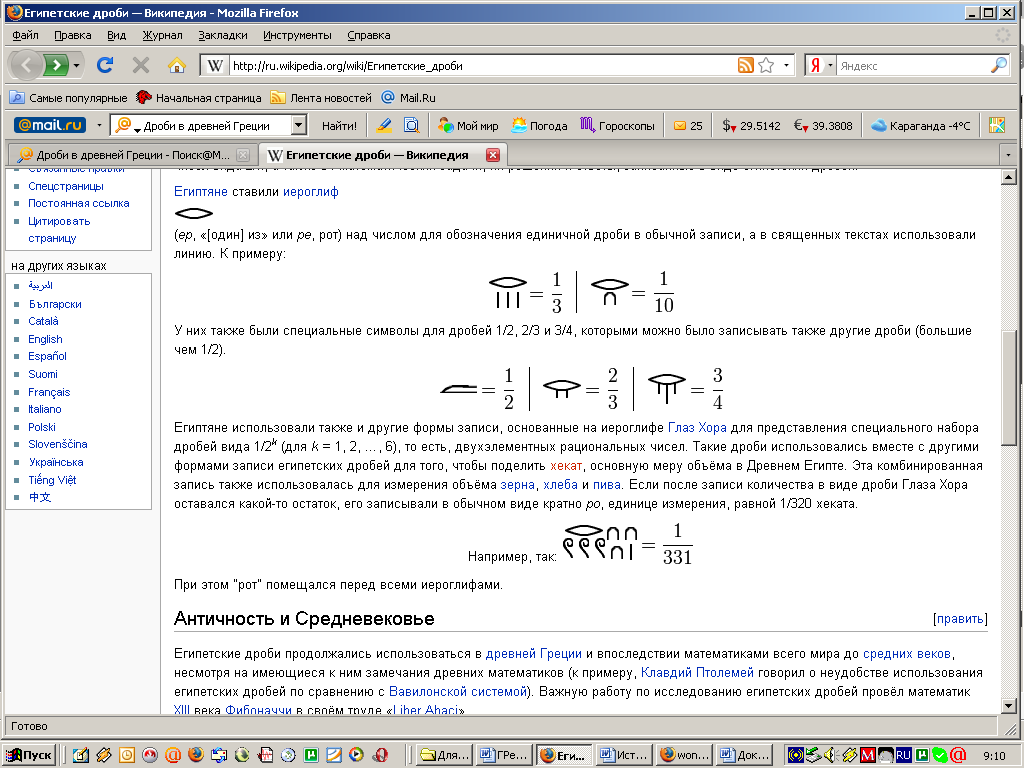 Египетские дроби — Википедия - Mozilla Firefox
Файл Правка Вид Журнал Закладки Инструменты Справка
W http://ru.wikipedia.org/wiki/Египетские_дроби Я Яндекс
Самые популярные Начальная страница Лента новостей Mail.Ru
@mail.ru Дроби в древней Греции Найти! Мой мир Погода Гороскопы 25 $ 29.5142 € 39.3808 Караганда -4°C
Дроби в древней Греции - Поиск@М... W Египетские дроби — Википедия
Связанные правки
Спецстраницы
Постоянная ссылка
Цитировать
страницу
на других языках
العربية
Български
Català
English
Español
Suomi
Français
Italiano
Polski
Slovenščina
Українська
Tiếng Việt
中文
Египтяне ставили иероглиф
(ер, «[один] из» или ре, рот) над числом для обозначения единичной дроби в обычной записи, а в священных текстах использовали
линию. К примеру:
= 1/3 | = 1/10
У них также были специальные символы для дробей 1/2, 2/3 и 3/4, которыми можно было записывать также другие дроби (большие
чем 1/2).
= 1/2 | = 2/3 | = 3/4
Египтяне использовали также и другие формы записи, основанные на иероглифе Глаз Хора для представления специального набора
дробей вида 1/2k (для k = 1, 2, ..., 6), то есть, двухэлементных рациональных чисел. Такие дроби использовались вместе с другими
формами записи египетских дробей для того, чтобы поделить хекат, основную меру объёма в Древнем Египте. Эта комбинированная
запись также использовалась для измерения объёма зерна, хлеба и пива. Если после записи количества в виде дроби Глаза Хора
оставался какой-то остаток, его записывали в обычном виде кратно ро, единице измерения, равной 1/320 хеката.
Например, так: = 1/331
При этом "рот" помещался перед всеми иероглифами.
Античность и Средневековье [править]
Египетские дроби продолжались использоваться в древней Греции и впоследствии математиками всего мира до средних веков,
несмотря на имеющиеся к ним замечания древних математиков (к примеру, Клавдий Птолемей говорил о неудобстве использования
египетских дробей по сравнению с Вавилонской системой). Важную работу по исследованию египетских дробей провёл математик
XIII века Фибоначчи в своём труде «Liber Abaci».
Готово
Пуск Для... ГРе... Еги... Ист... won... Док... RU 9:10